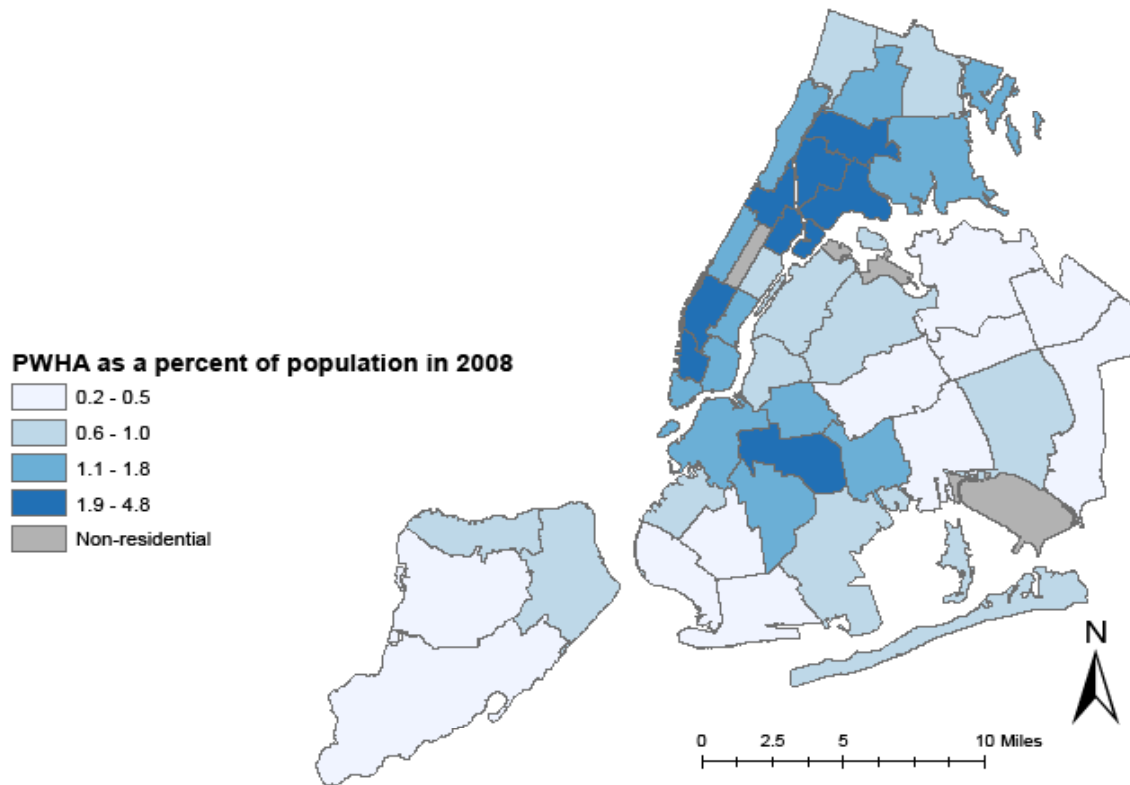 PWHA as a percent of population in 2008
0.2 - 0.5
0.6 - 1.0
1.1 - 1.8
1.9 - 4.8
Non-residential
N
0 2.5 5 10 Miles